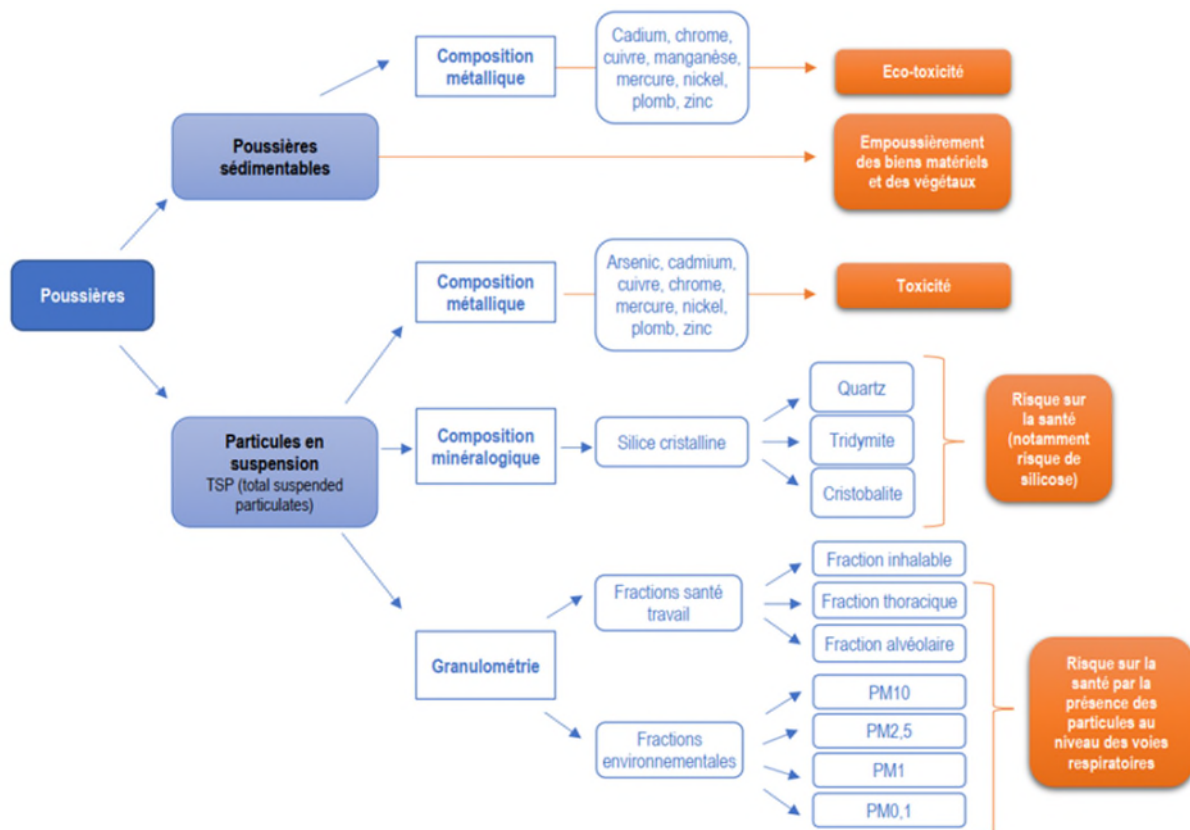 Composition
métallique
Cadium, chrome,
cuivre, manganèse,
mercure, nickel,
plomb, zinc
Eco-toxicité
Poussières
sédimentables
Empoussièrement
des biens matériels
et des végétaux
Poussières
Composition
métallique
Arsenic, cadmium,
cuivre, chrome,
mercure, nickel,
plomb, zinc
Toxicité
Particules en
suspension
TSP (total suspended
particulates)
Composition
minéralogique
Silice cristalline
Quartz
Tridymite
Cristobalite
Risque sur
la santé
(notamment
risque de
silicose)
Granulométrie
Fractions santé
travail
Fraction inhalable
Fraction thoracique
Fraction alvéolaire
Fractions
environnementales
PM10
PM2,5
PM1
PM0,1
Risque sur la
santé par la
présence des
particules au
niveau des voies
respiratoires